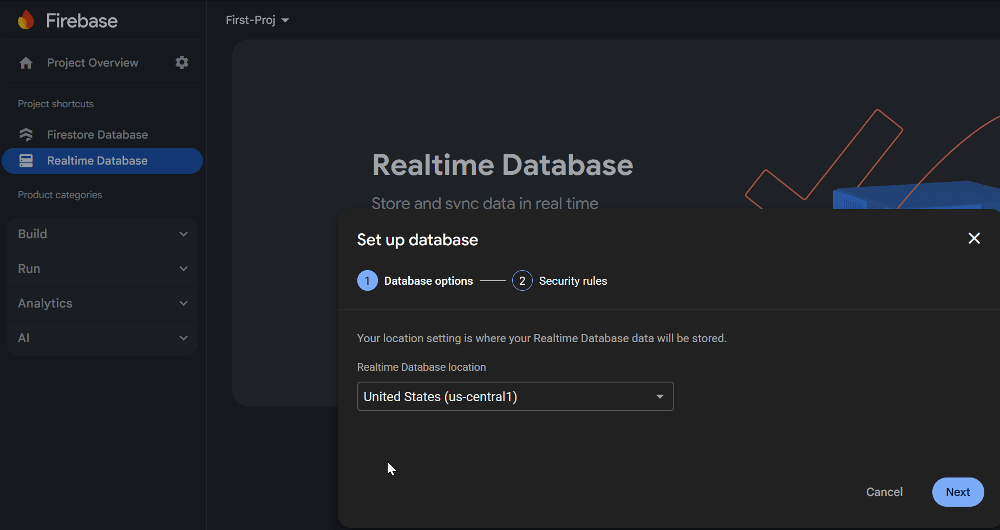 Firebase
First-Proj
Project Overview
Project shortcuts
Firestore Database
Realtime Database
Product categories
Build
Run
Analytics
AI
Realtime Database
Store and sync data in real time
Set up database
1 Database options 2 Security rules
Your location setting is where your Realtime Database data will be stored.
Realtime Database location
United States (us-central1)
Cancel Next